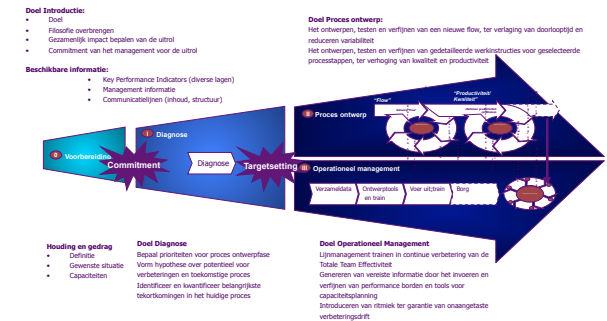 Doel Introductie:
• Doel
• Filosofie overbrengen
• Gezamenlijk impact bepalen van de uitrol
• Commitment van het management voor de uitrol
Beschikbare informatie:
• Key Performance Indicators (diverse lagen)
• Management informatie
• Communicatielijnen (inhoud, structuur)
Doel Proces ontwerp:
Het ontwerpen, testen en verfijnen van een nieuwe flow, ter verlaging van doorlooptijd en
reduceren variabiliteit
Het ontwerpen, testen en verfijnen van gedetailleerde werkinstructies voor geselecteerde
processtappen, ter verhoging van kwaliteit en productiviteit
"Flow"
"Productiviteit/
Kwaliteit"
II Proces ontwerp
I Diagnose
0 Voorbereiding
Commitment
Diagnose
Targetsetting
III Operationeel management
Verzameldata
Ontwerptools
en train
Voer uit;train
Borg
Houding en gedrag
• Definitie
• Gewenste situatie
• Capaciteiten
Doel Diagnose
Bepaal prioriteiten voor proces ontwerpfase
Vorm hypothese over potentieel voor
verbeteringen en toekomstige proces
Identificeer en kwantificeer belangrijkste
tekortkomingen in het huidige proces
Doel Operationeel Management
Lijnmanagement trainen in continue verbetering van de
Totale Team Effectiviteit
Genereren van vereiste informatie door het invoeren en
verfijnen van performance borden en tools voor
capaciteitsplanning
Introduceren van ritmiek ter garantie van onaangetaste
verbeteringsdrift